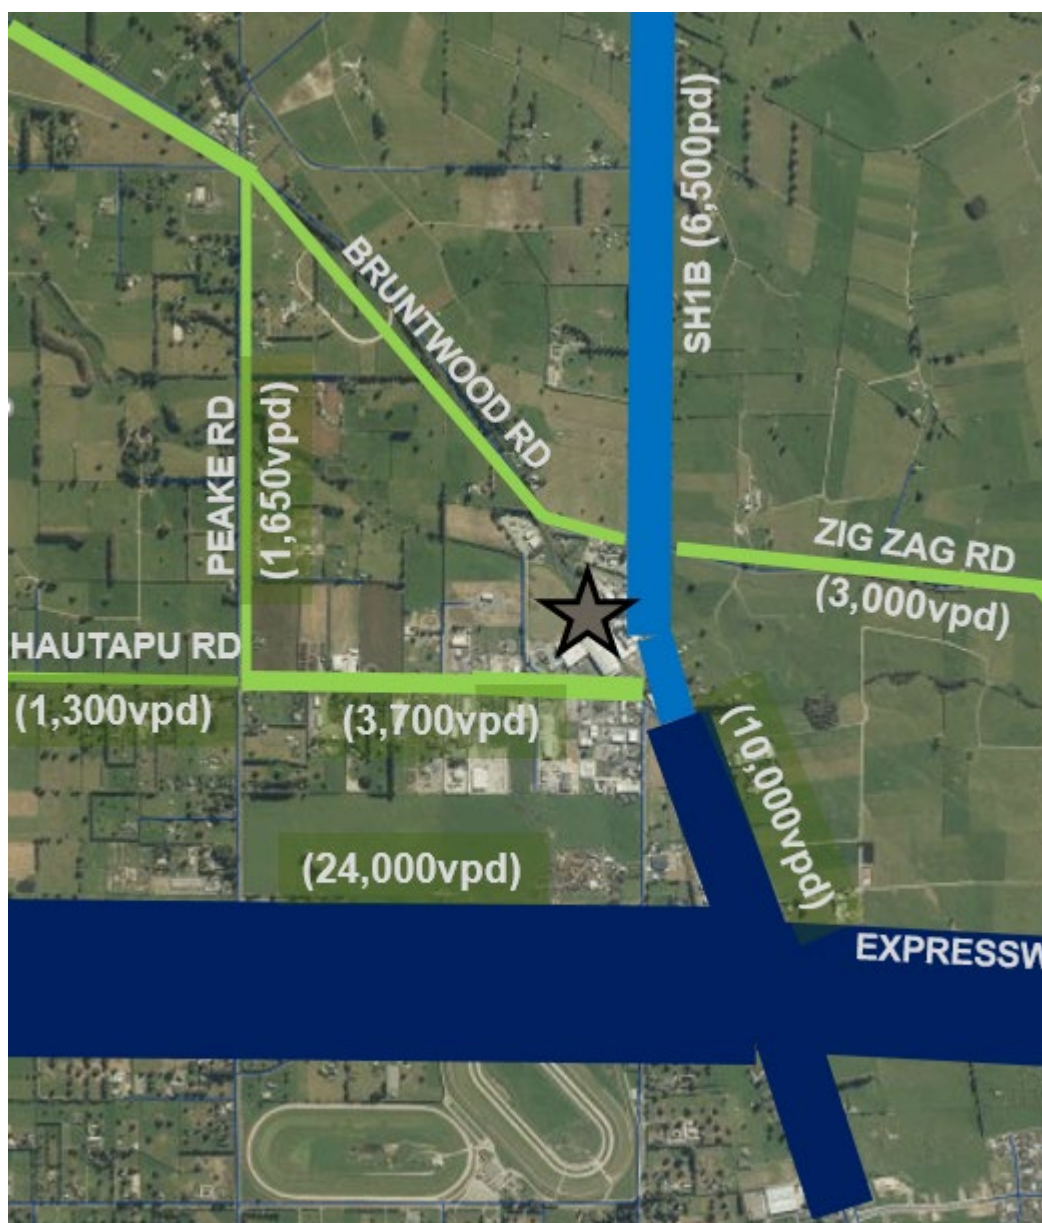 SH1B (6,500pd)
BRUNTWOOD RD
PEAKE RD
(1,650vpd)
ZIG ZAG RD
(3,000vpd)
HAUTAPU RD
(1,300vpd)
(3,700vpd)
(10,000vpd)
(24,000vpd)
EXPRESSW